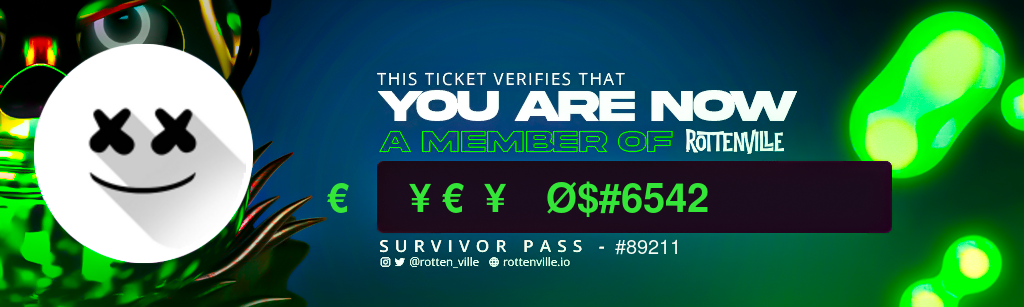 THIS TICKET VERIFIES THAT
YOU ARE NOW
A MEMBER OF ROTTENVILLE
€ ¥ € ¥ Ø$#6542
SURVIVOR PASS - #89211
@rotten_ville rottenville.io